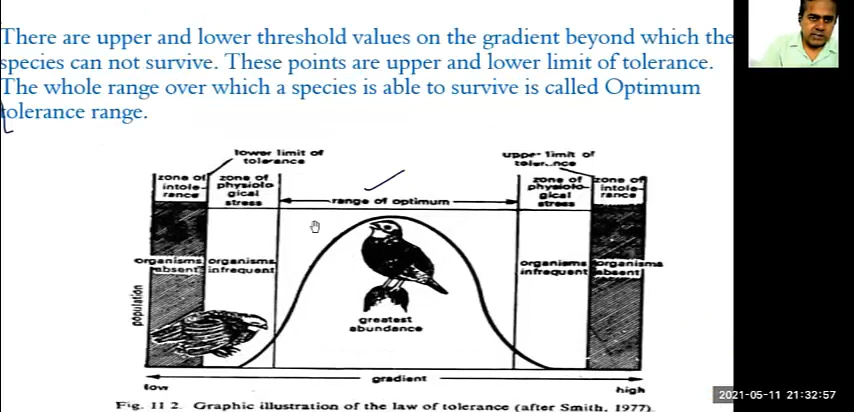 There are upper and lower threshold values on the gradient beyond which the
species can not survive. These points are upper and lower limit of tolerance.
The whole range over which a species is able to survive is called Optimum
tolerance range.
lower limit of
tolerance
upper limit of
tolerance
zone of
intole-
rance
zone of
physiolo
gical
stress
range of optimum
zone of
physiolo-
gical
stress
zone of
intole-
rance
organisms
absent
organisms
infrequent
organisms
infrequent
organisms
absent
population
greatest
abundance
gradient
low
high
2021-05-11 21:32:57
Fig. 11 2. Graphic illustration of the law of tolerance (after Smith, 1977).